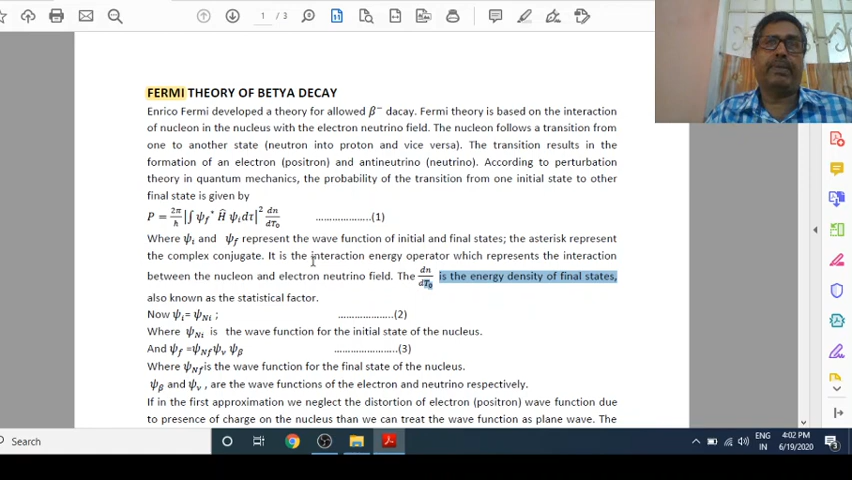 1 / 3
FERMI THEORY OF BETYA DECAY
Enrico Fermi developed a theory for allowed β⁻ dacay. Fermi theory is based on the interaction
of nucleon in the nucleus with the electron neutrino field. The nucleon follows a transition from
one to another state (neutron into proton and vice versa). The transition results in the
formation of an electron (positron) and antineutrino (neutrino). According to perturbation
theory in quantum mechanics, the probability of the transition from one initial state to other
final state is given by
P = 2π/ħ |∫ ψf* Ĥ ψi dτ|² dn/dT₀ ………………..(1)
Where ψi and ψf represent the wave function of initial and final states; the asterisk represent
the complex conjugate. It is the interaction energy operator which represents the interaction
between the nucleon and electron neutrino field. The dn/dT₀ is the energy density of final states,
also known as the statistical factor.
Now ψi= ψNi ; ………………..(2)
Where ψNi is the wave function for the initial state of the nucleus.
And ψf =ψNfψν ψβ …………………..(3)
Where ψNfis the wave function for the final state of the nucleus.
ψβ and ψν , are the wave functions of the electron and neutrino respectively.
If in the first approximation we neglect the distortion of electron (positron) wave function due
to presence of charge on the nucleus than we can treat the wave function as plane wave. The
Search
ENG
IN
4:02 PM
6/19/2020
3